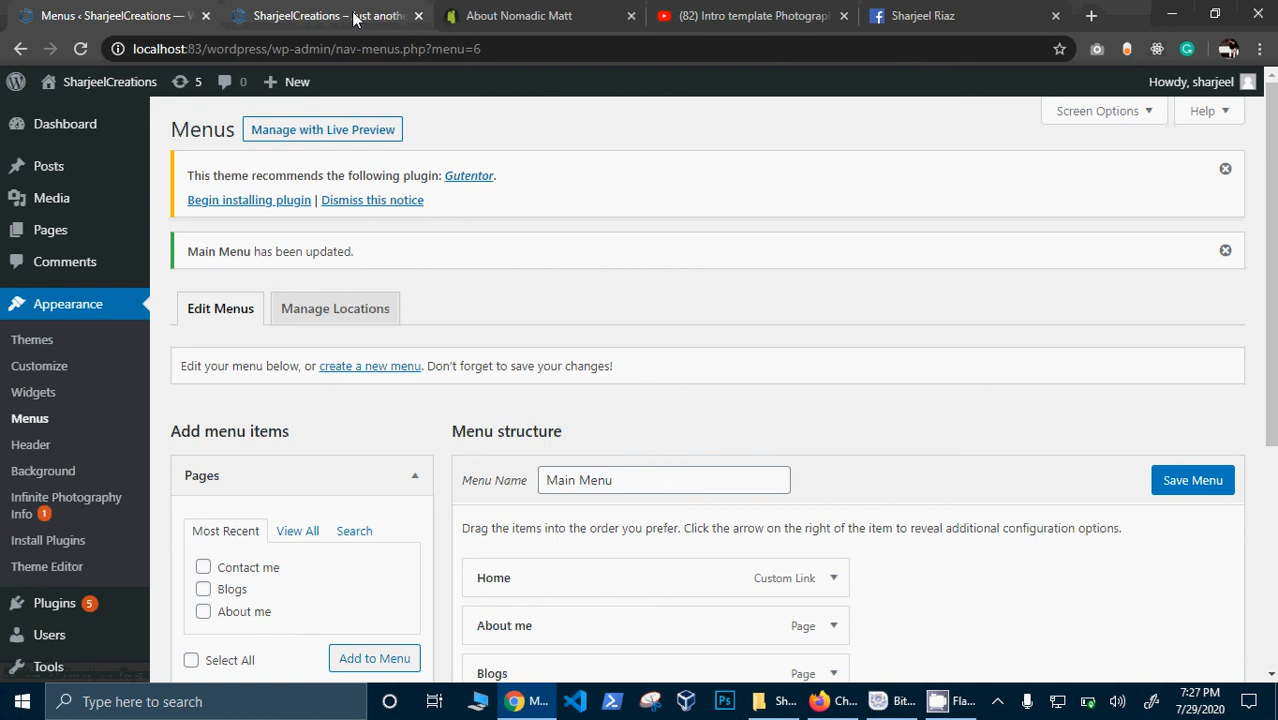 Menus ‹ SharjeelCreations — W
SharjeelCreations – Just anothe
About Nomadic Matt
(82) Intro template Photograph
Sharjeel Riaz
localhost:83/wordpress/wp-admin/nav-menus.php?menu=6
SharjeelCreations
5
0
New
Howdy, sharjeel
Dashboard
Posts
Media
Pages
Comments
Appearance
Themes
Customize
Widgets
Menus
Header
Background
Infinite Photography
Info 1
Install Plugins
Theme Editor
Plugins 5
Users
Tools
Screen Options
Help
Menus
Manage with Live Preview
This theme recommends the following plugin: Gutentor.
Begin installing plugin | Dismiss this notice
Main Menu has been updated.
Edit Menus
Manage Locations
Edit your menu below, or create a new menu. Don't forget to save your changes!
Add menu items
Pages
Most Recent
View All
Search
Contact me
Blogs
About me
Select All
Add to Menu
Menu structure
Menu Name
Main Menu
Save Menu
Drag the items into the order you prefer. Click the arrow on the right of the item to reveal additional configuration options.
Home
Custom Link
About me
Page
Blogs
Page
Type here to search
M...
Ps
Sh...
Ch...
Bit...
Fla...
7:27 PM
7/29/2020